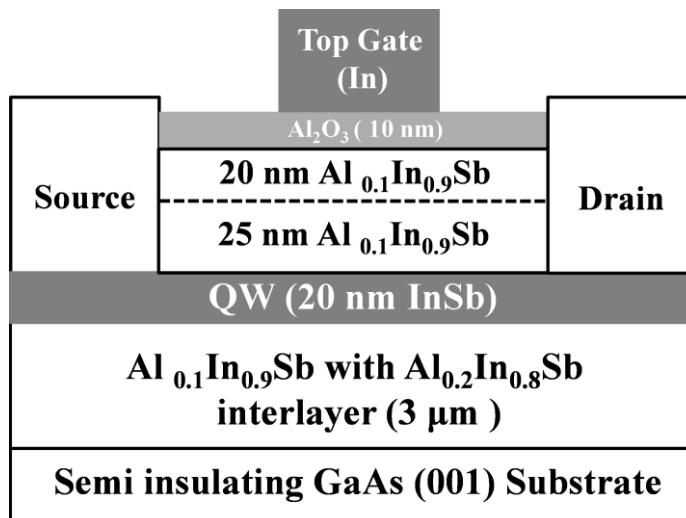 Top Gate
(In)
Al₂O₃ ( 10 nm)
20 nm Al ₀.₁In₀.₉Sb
Source
Drain
25 nm Al ₀.₁In₀.₉Sb
QW (20 nm InSb)
Al ₀.₁In₀.₉Sb with Al₀.₂In₀.₈Sb
interlayer (3 μm )
Semi insulating GaAs (001) Substrate